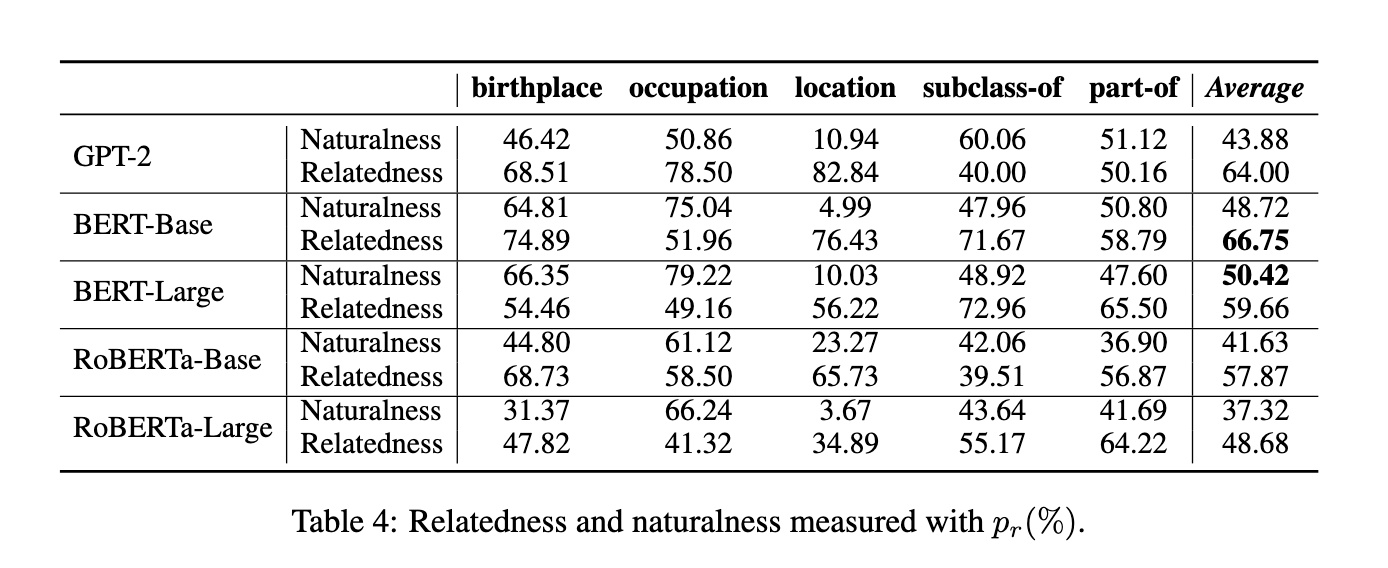 birthplace occupation location subclass-of part-of Average
GPT-2 Naturalness 46.42 50.86 10.94 60.06 51.12 43.88
Relatedness 68.51 78.50 82.84 40.00 50.16 64.00
BERT-Base Naturalness 64.81 75.04 4.99 47.96 50.80 48.72
Relatedness 74.89 51.96 76.43 71.67 58.79 66.75
BERT-Large Naturalness 66.35 79.22 10.03 48.92 47.60 50.42
Relatedness 54.46 49.16 56.22 72.96 65.50 59.66
RoBERTa-Base Naturalness 44.80 61.12 23.27 42.06 36.90 41.63
Relatedness 68.73 58.50 65.73 39.51 56.87 57.87
RoBERTa-Large Naturalness 31.37 66.24 3.67 43.64 41.69 37.32
Relatedness 47.82 41.32 34.89 55.17 64.22 48.68
Table 4: Relatedness and naturalness measured with pᵣ(%).